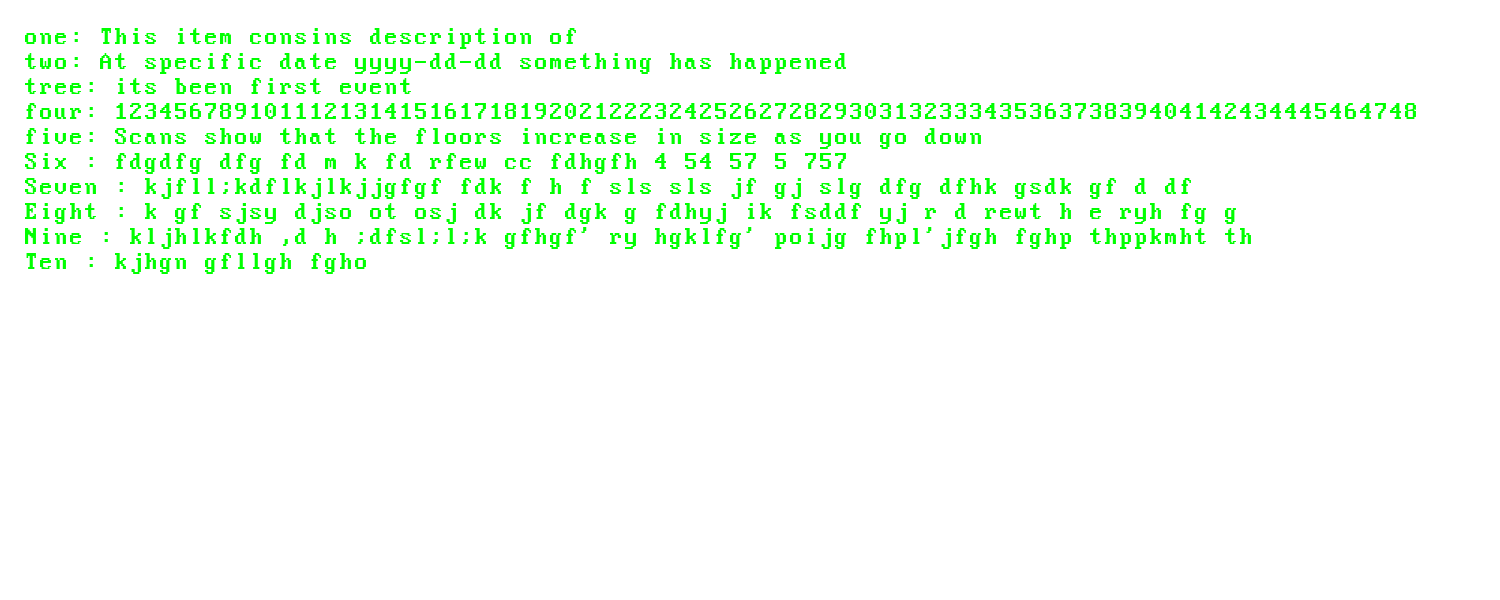 one: This item consins description of
two: At specific date yyyy-dd-dd something has happened
tree: its been first event
four: 123456789101112131415161718192021222324252627282930313233343536373839404142434445464748
five: Scans show that the floors increase in size as you go down
Six : fdgdfg dfg fd m k fd rfew cc fdhgfh 4 54 57 5 757
Seven : kjfll;kdflkjlkjjgfgf fdk f h f sls sls jf gj slg dfg dfhk gsdk gf d df
Eight : k gf sjsy djso ot osj dk jf dgk g fdhyj ik fsddf yj r d rewt h e ryh fg g
Nine : kljhlkfdh ,d h ;dfsl;l;k gfhgf' ry hgklfg' poijg fhpl'jfgh fghp thppkmht th
Ten : kjhgn gfllgh fgho